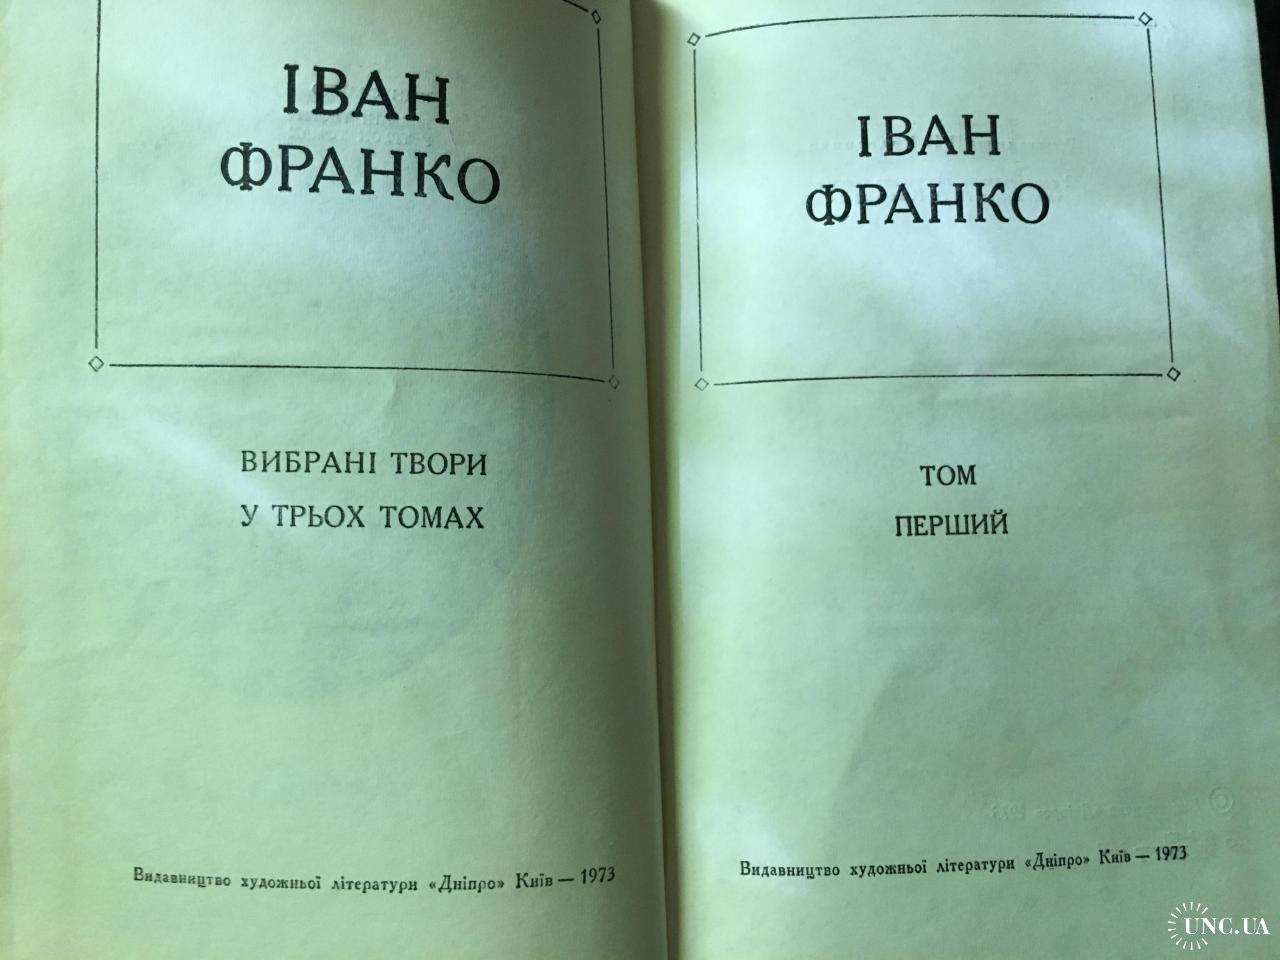 ІВАН
ФРАНКО
ВИБРАНІ ТВОРИ
У ТРЬОХ ТОМАХ
Видавництво художньої літератури «Дніпро» Київ — 1973
ІВАН
ФРАНКО
ТОМ
ПЕРШИЙ
Видавництво художньої літератури «Дніпро» Київ — 1973
UNC.UA